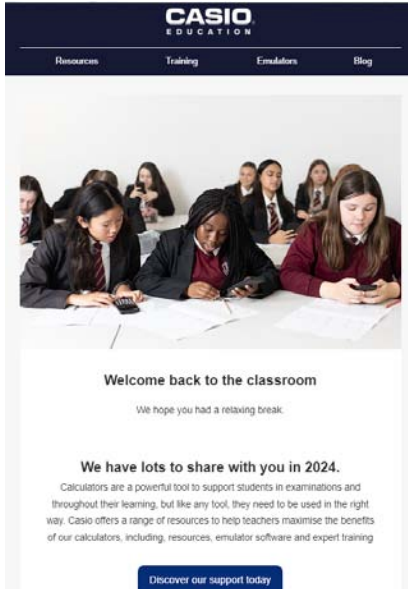 CASIO
EDUCATION
Resources Training Emulators Blog
Welcome back to the classroom
We hope you had a relaxing break.
We have lots to share with you in 2024.
Calculators are a powerful tool to support students in examinations and
throughout their learning, but like any tool, they need to be used in the right
way. Casio offers a range of resources to help teachers maximise the benefits
of our calculators, including, resources, emulator software and expert training
Discover our support today